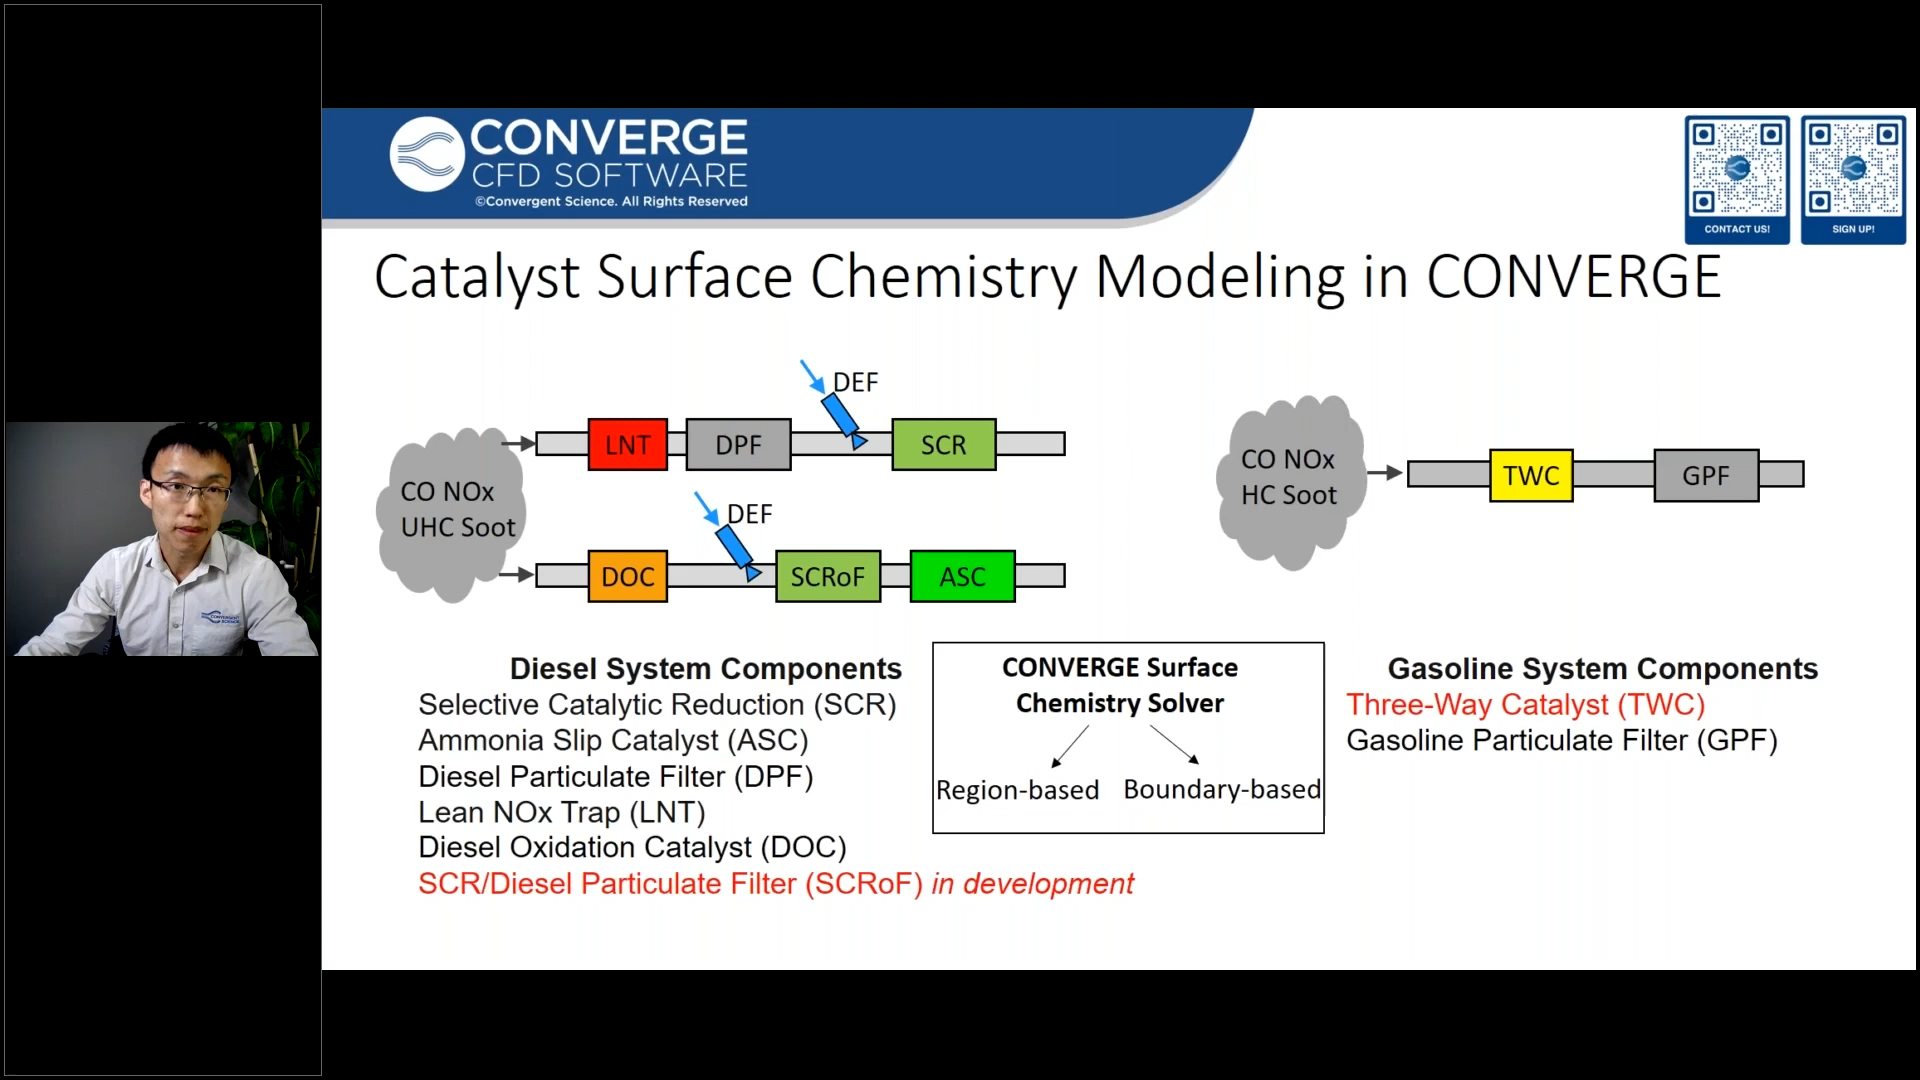 CONVERGE
CFD SOFTWARE
©Convergent Science. All Rights Reserved
CONTACT US!
SIGN UP!
Catalyst Surface Chemistry Modeling in CONVERGE
DEF
LNT
DPF
SCR
CO NOx
UHC Soot
DEF
DOC
SCRoF
ASC
CO NOx
HC Soot
TWC
GPF
Diesel System Components
Selective Catalytic Reduction (SCR)
Ammonia Slip Catalyst (ASC)
Diesel Particulate Filter (DPF)
Lean NOx Trap (LNT)
Diesel Oxidation Catalyst (DOC)
SCR/Diesel Particulate Filter (SCRoF) in development
CONVERGE Surface
Chemistry Solver
Region-based
Boundary-based
Gasoline System Components
Three-Way Catalyst (TWC)
Gasoline Particulate Filter (GPF)
CONVERGENT
SCIENCE